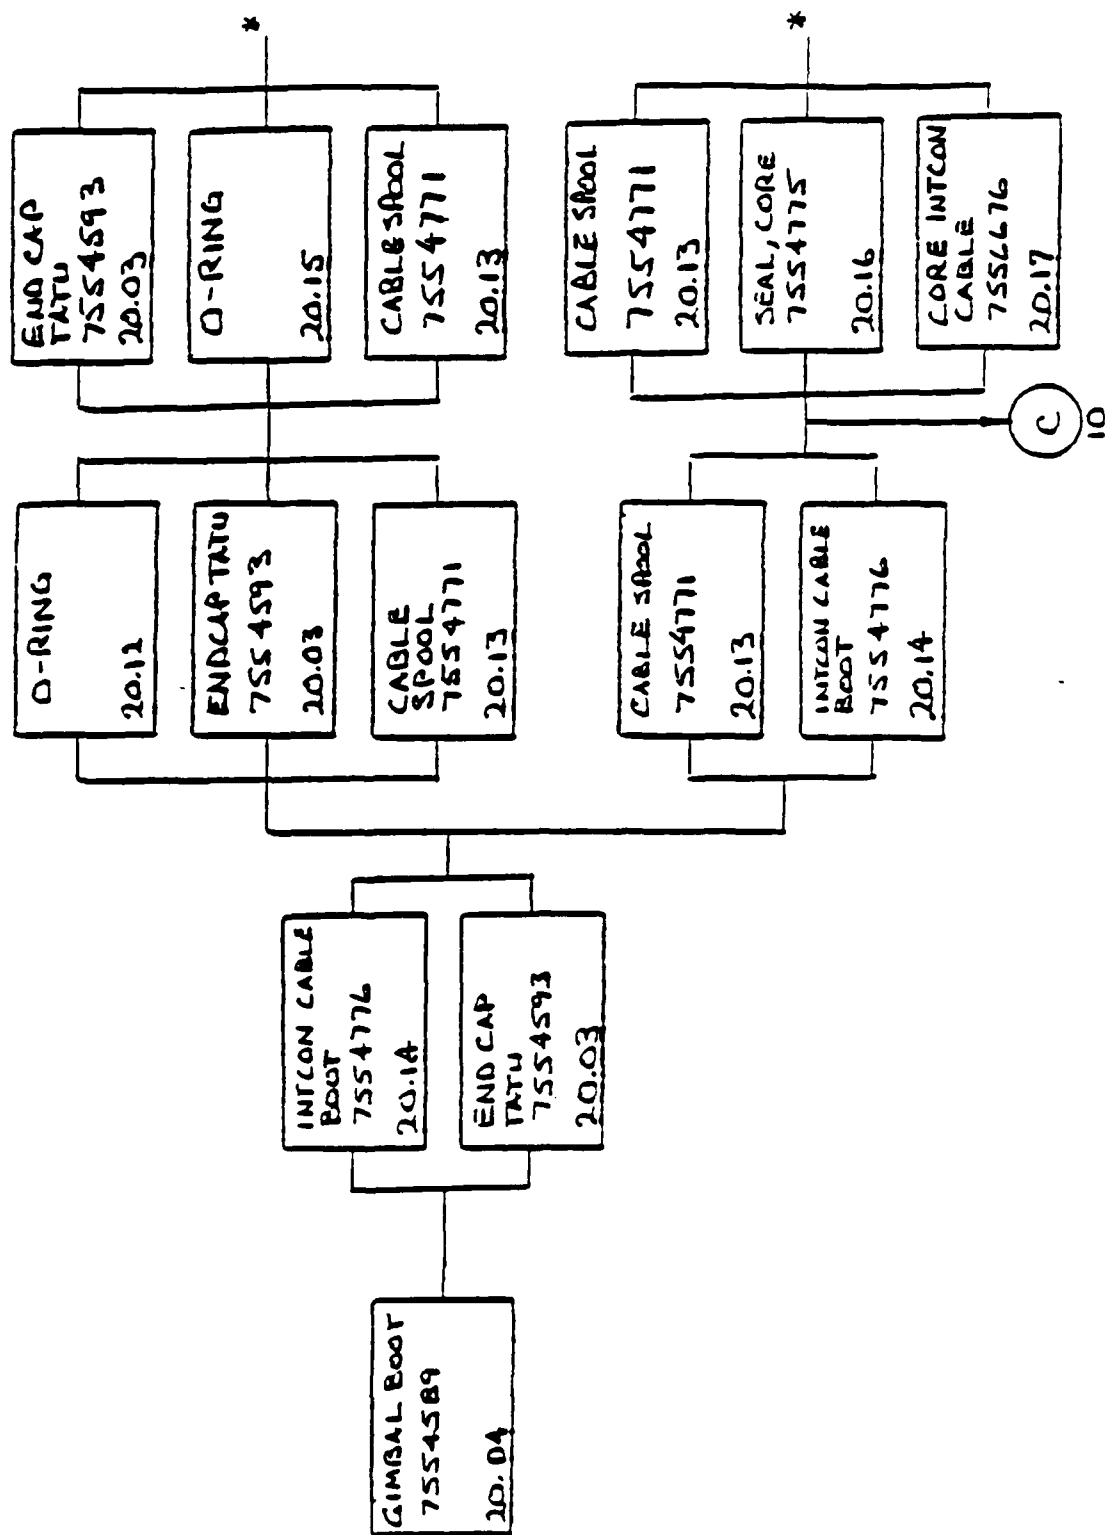 GIMBAL BOOT
7554589
20.04
INTCON CABLE
BOOT
7554776
20.14
END CAP
TATU
7554593
20.03
O-RING
20.12
ENDCAP TATU
7554593
20.03
CABLE
SPOOL
7554771
20.13
CABLE SPOOL
7554771
20.13
INTCON CABLE
BOOT
7554776
20.14
END CAP
TATU
7554593
20.03
O-RING
20.15
CABLE SPOOL
7554771
20.13
*
CABLE SPOOL
7554771
20.13
SEAL, CORE
7554775
20.16
CORE INTCON
CABLE
7556676
20.17
*
C
10